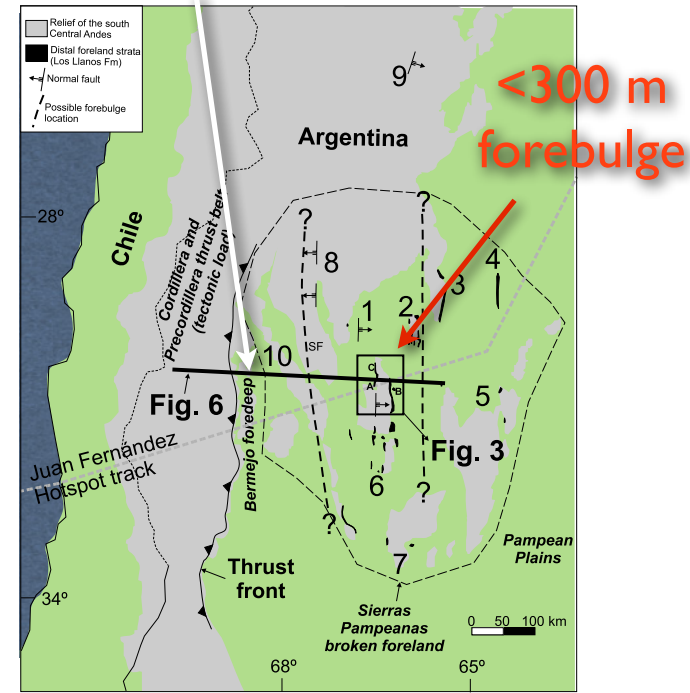 Relief of the south
Central Andes
Distal foreland strata
(Los Llanos Fm)
Normal fault
Possible forebulge
location
9
<300 m
forebulge
Argentina
28º
Chile
Cordillera and
Precordillera thrust belt
(tectonic load)
?
?
8
4
3
1
2
10
ISF
C
A
B
5
Fig. 6
Fig. 3
Bermejo foredeep
Juan Fernández
Hotspot track
6
?
?
7
Pampean
Plains
Thrust
front
34º
Sierras
Pampeanas
broken foreland
0 50 100 km
68º
65º